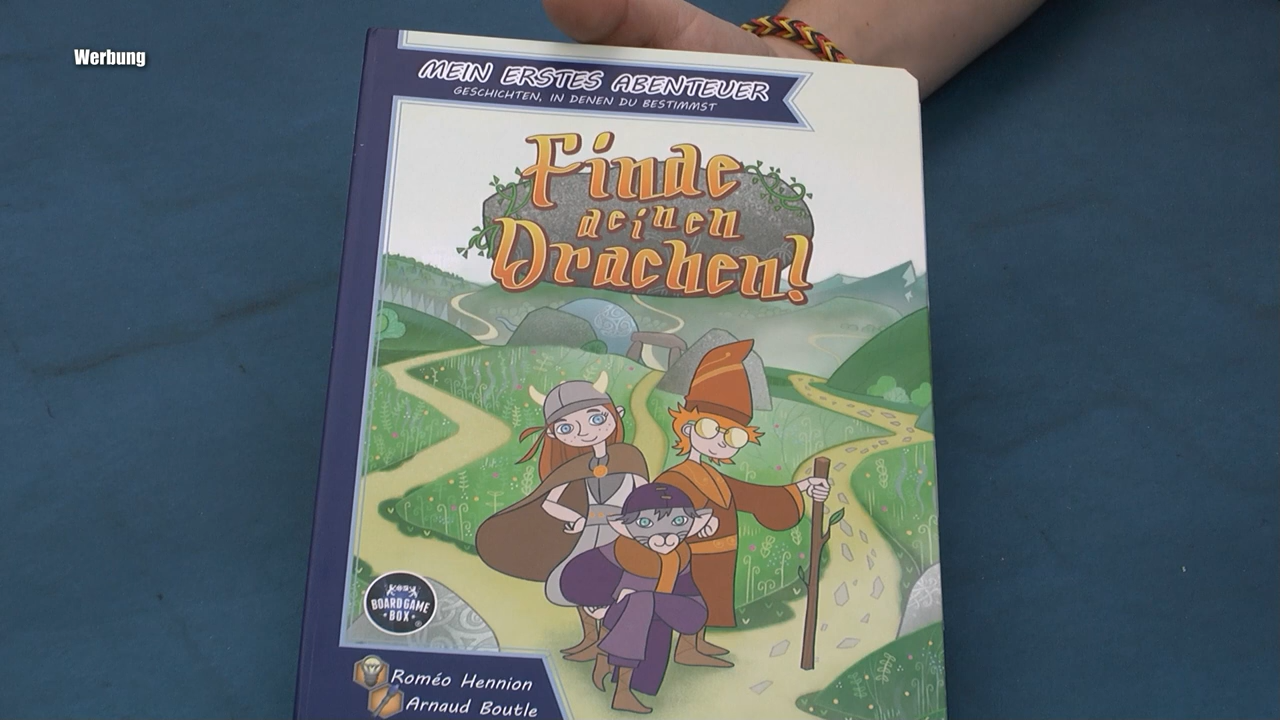 Werbung
MEIN ERSTES ABENTEUER
GESCHICHTEN, IN DENEN DU BESTIMMST
Finde
deinen
Drachen!
BOARD GAME
BOX
Roméo Hennion
Arnaud Boutle